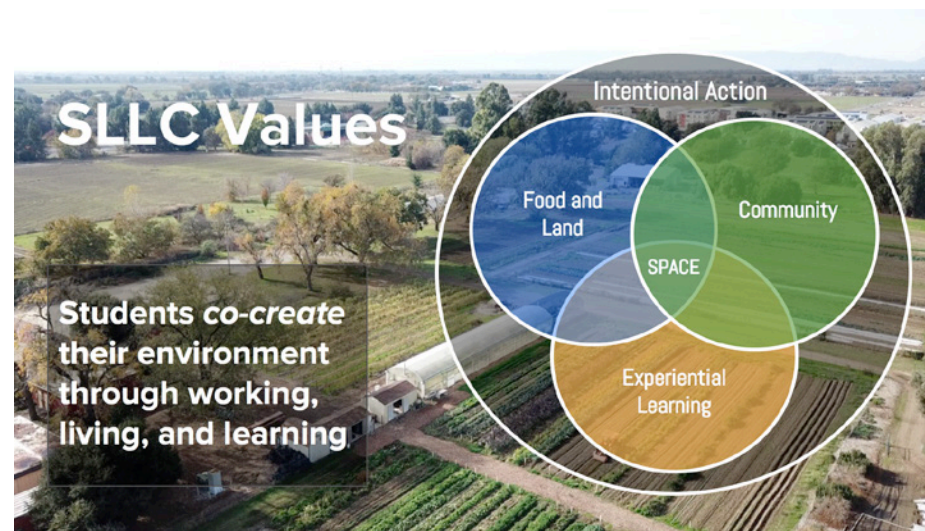 SLLC Values
Students co-create
their environment
through working,
living, and learning
Intentional Action
Food and
Land
Community
SPACE
Experiential
Learning